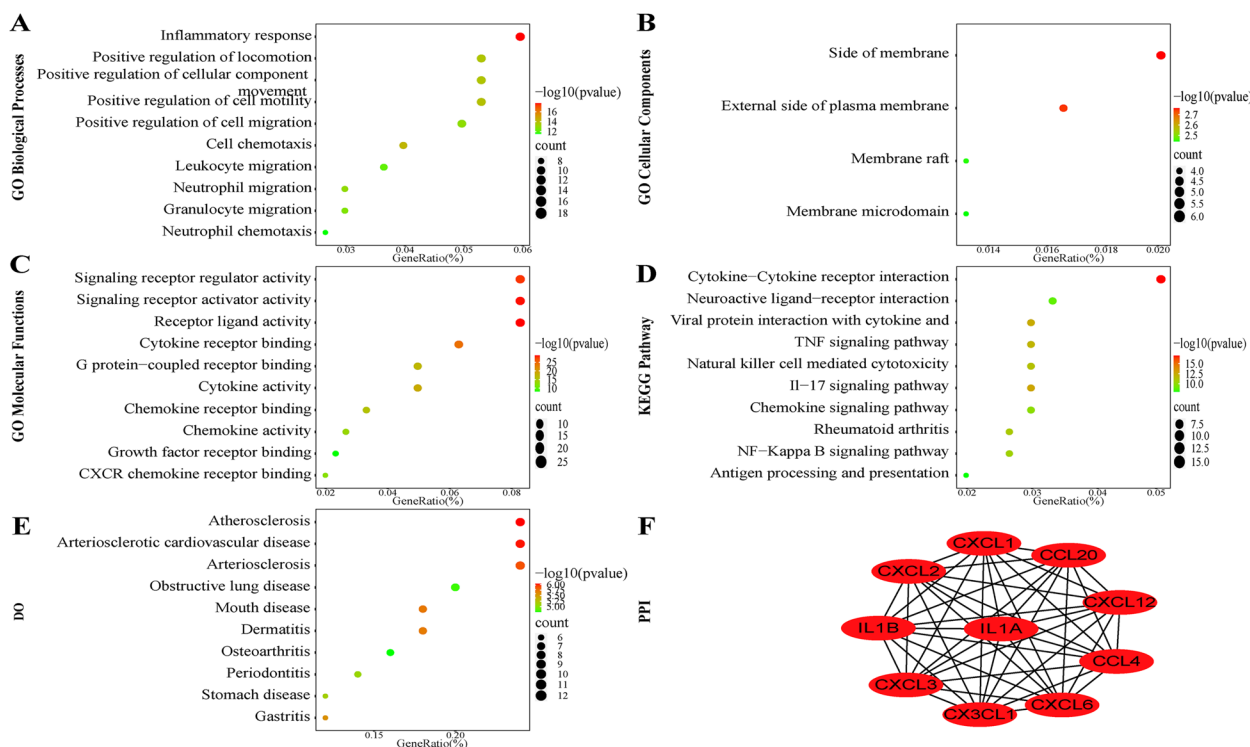 A
GO Biological Processes
Inflammatory response
Positive regulation of locomotion
Positive regulation of cellular component
movement
Positive regulation of cell motility
Positive regulation of cell migration
Cell chemotaxis
Leukocyte migration
Neutrophil migration
Granulocyte migration
Neutrophil chemotaxis
0.03 0.04 0.05 0.06
GeneRatio(%)
−log10(pvalue)
16
14
12
count
8
10
12
14
16
18
B
GO Cellular Components
Side of membrane
External side of plasma membrane
Membrane raft
Membrane microdomain
0.014 0.016 0.018 0.020
GeneRatio(%)
−log10(pvalue)
2.7
2.6
2.5
count
4.0
4.5
5.0
5.5
6.0
C
GO Molecular Functions
Signaling receptor regulator activity
Signaling receptor activator activity
Receptor ligand activity
Cytokine receptor binding
G protein−coupled receptor binding
Cytokine activity
Chemokine receptor binding
Chemokine activity
Growth factor receptor binding
CXCR chemokine receptor binding
0.02 0.04 0.06 0.08
GeneRatio(%)
−log10(pvalue)
25
20
15
10
count
10
15
20
25
D
KEGG Pathway
Cytokine−Cytokine receptor interaction
Neuroactive ligand−receptor interaction
Viral protein interaction with cytokine and
TNF signaling pathway
Natural killer cell mediated cytotoxicity
Il−17 signaling pathway
Chemokine signaling pathway
Rheumatoid arthritis
NF−Kappa B signaling pathway
Antigen processing and presentation
0.02 0.03 0.04 0.05
GeneRatio(%)
−log10(pvalue)
15.0
12.5
10.0
count
7.5
10.0
12.5
15.0
E
DO
Atherosclerosis
Arteriosclerotic cardiovascular disease
Arteriosclerosis
Obstructive lung disease
Mouth disease
Dermatitis
Osteoarthritis
Periodontitis
Stomach disease
Gastritis
0.15 0.20
GeneRatio(%)
−log10(pvalue)
6.00
5.00
count
6
7
8
9
10
11
12
F
PPI
CXCL1
CCL20
CXCL2
CXCL12
IL1B
IL1A
CCL4
CXCL3
CXCL6
CX3CL1